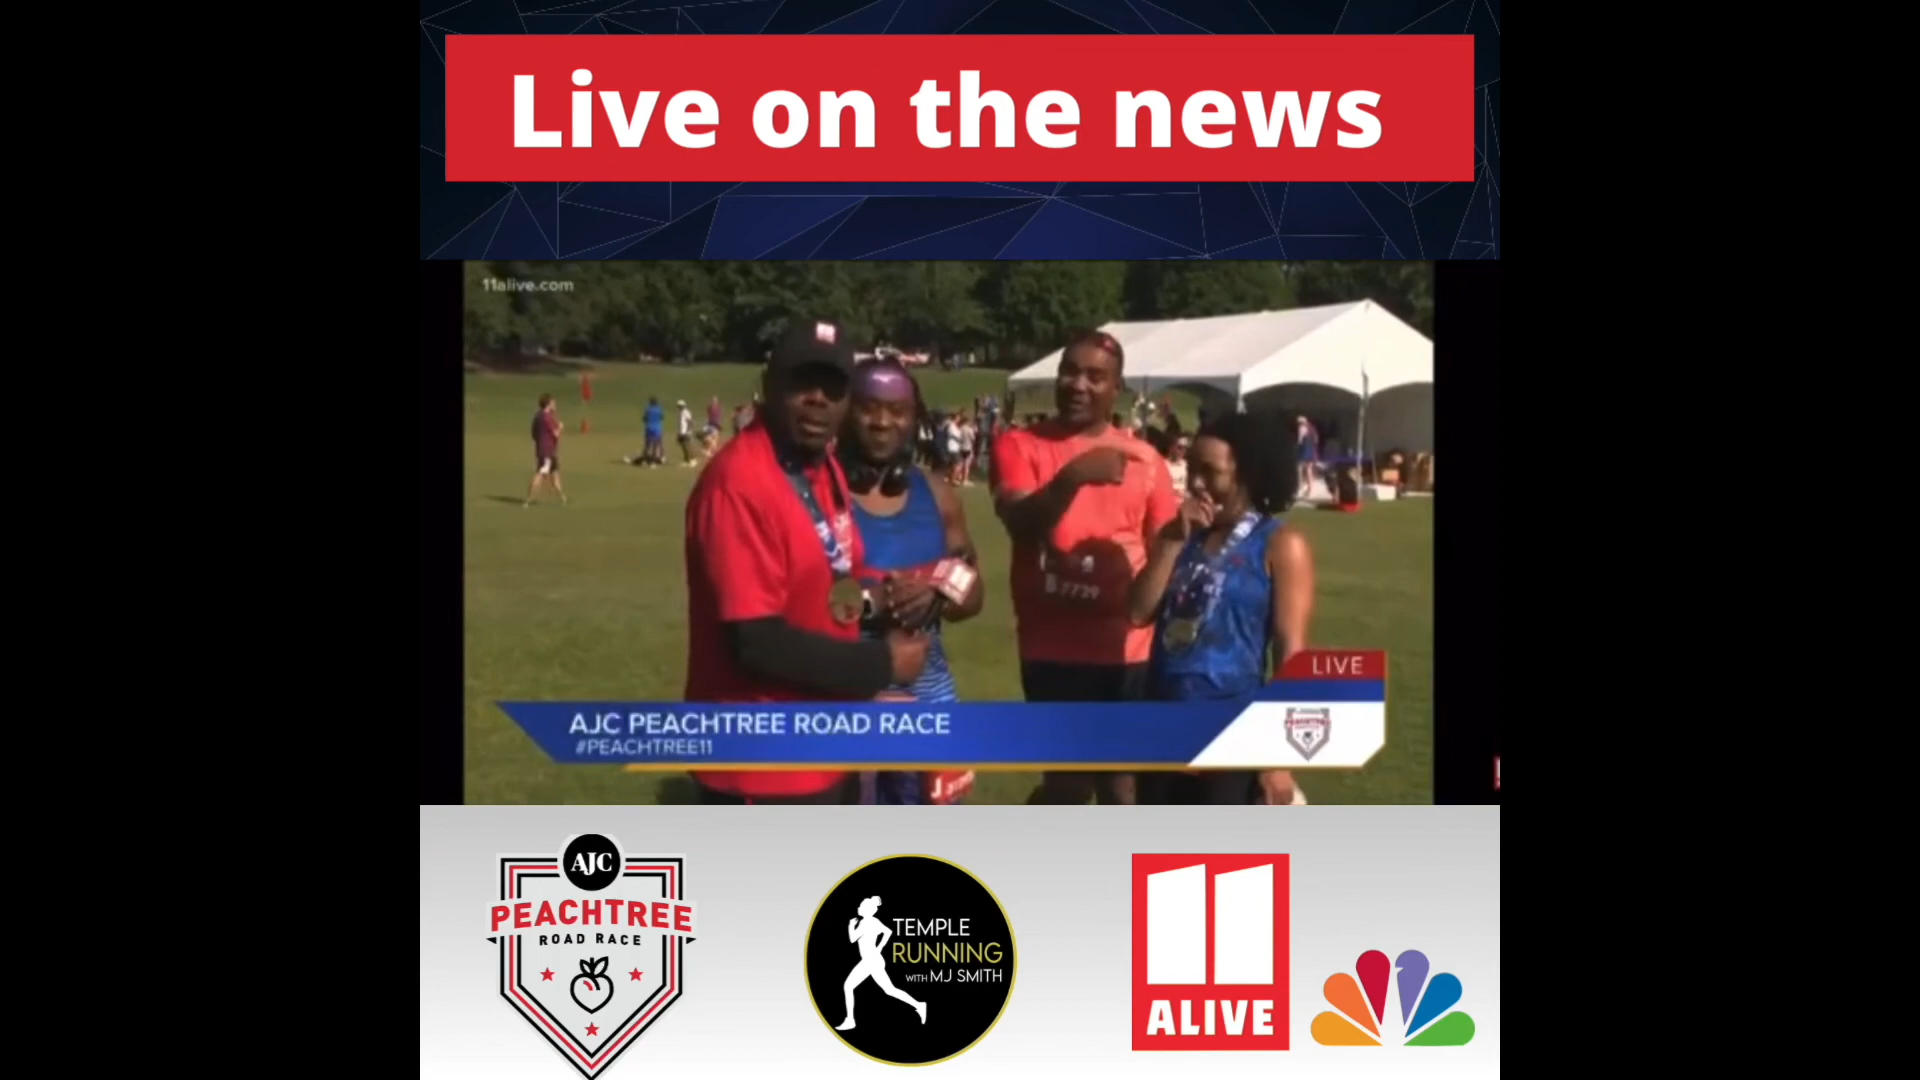 Live on the news
11alive.com
LIVE
AJC PEACHTREE ROAD RACE
#PEACHTREE11
AJC
PEACHTREE
ROAD RACE
TEMPLE
RUNNING
WITH MJ SMITH
11
ALIVE